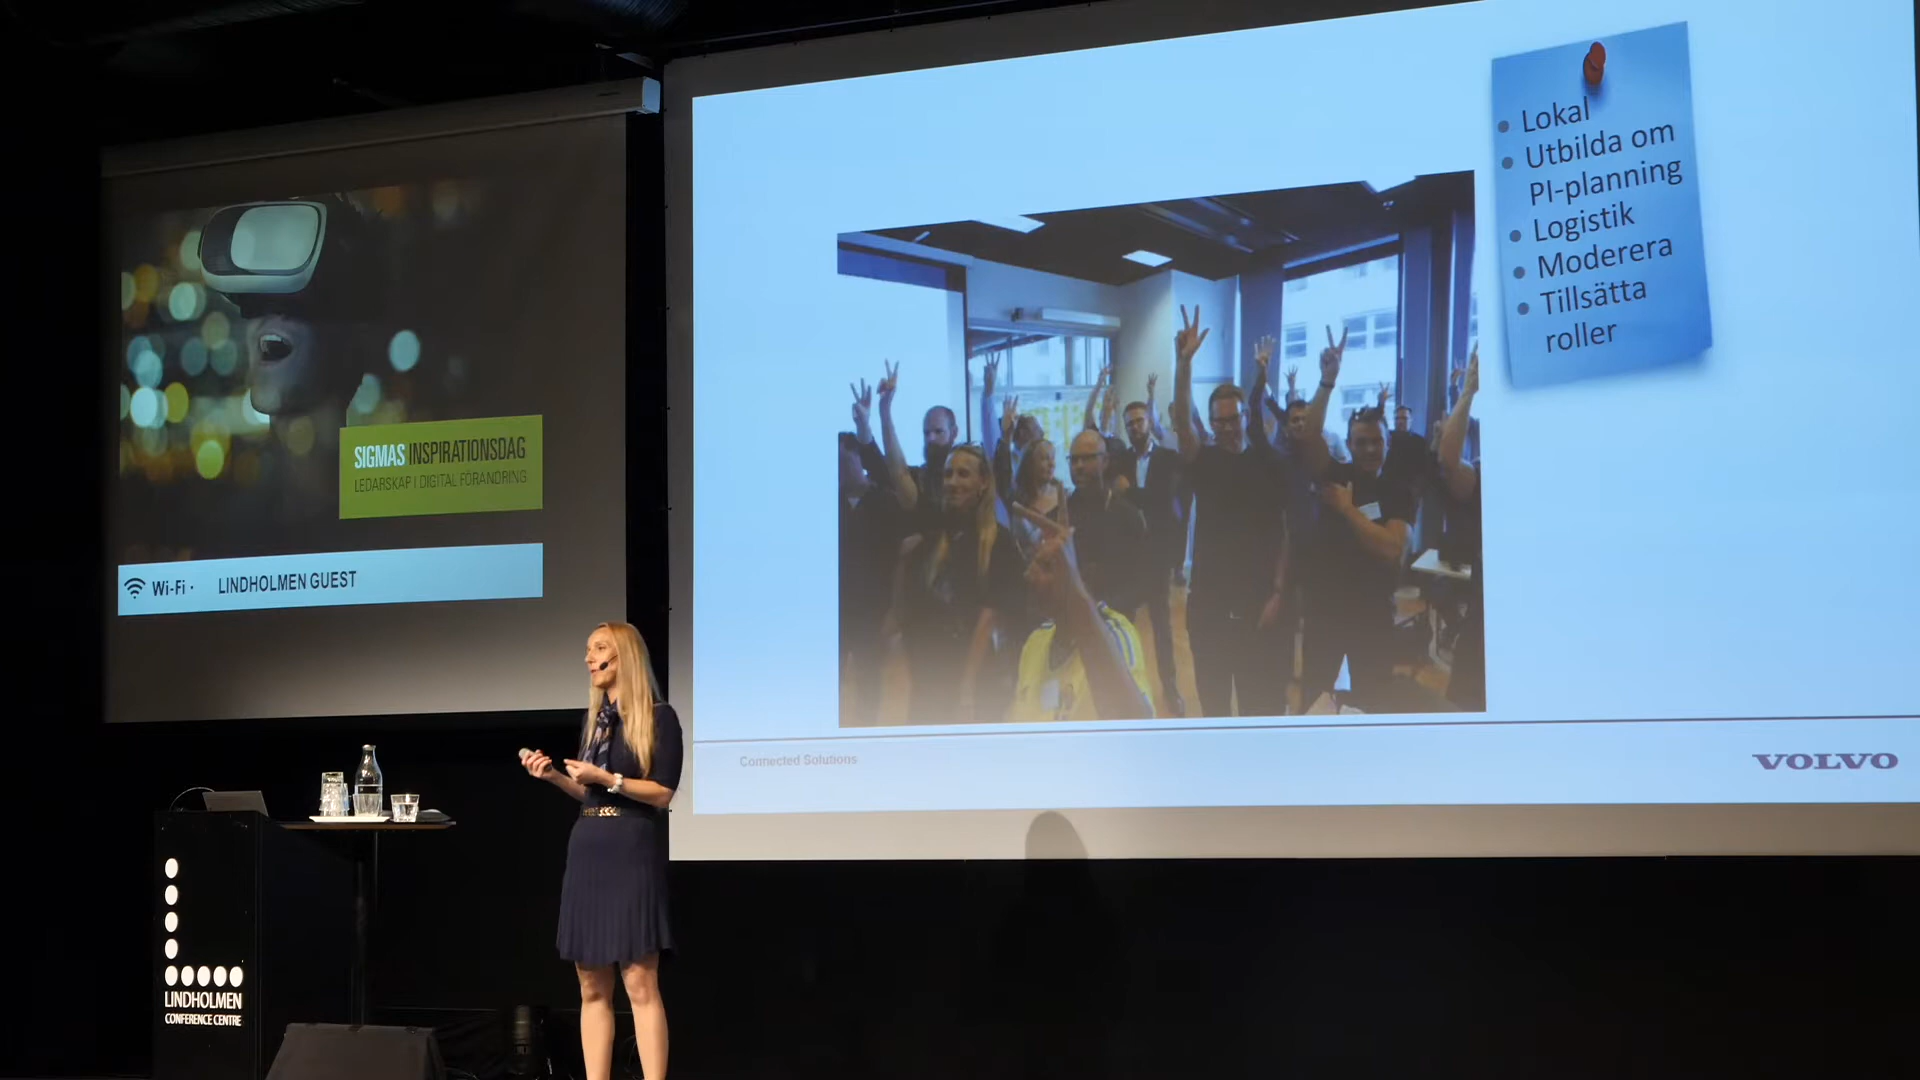 SIGMAS INSPIRATIONSDAG
LEDARSKAP I DIGITAL FÖRÄNDRING
Wi-Fi · LINDHOLMEN GUEST
• Lokal
• Utbilda om
PI-planning
• Logistik
• Moderera
• Tillsätta
roller
Connected Solutions
VOLVO
LINDHOLMEN
CONFERENCE CENTRE